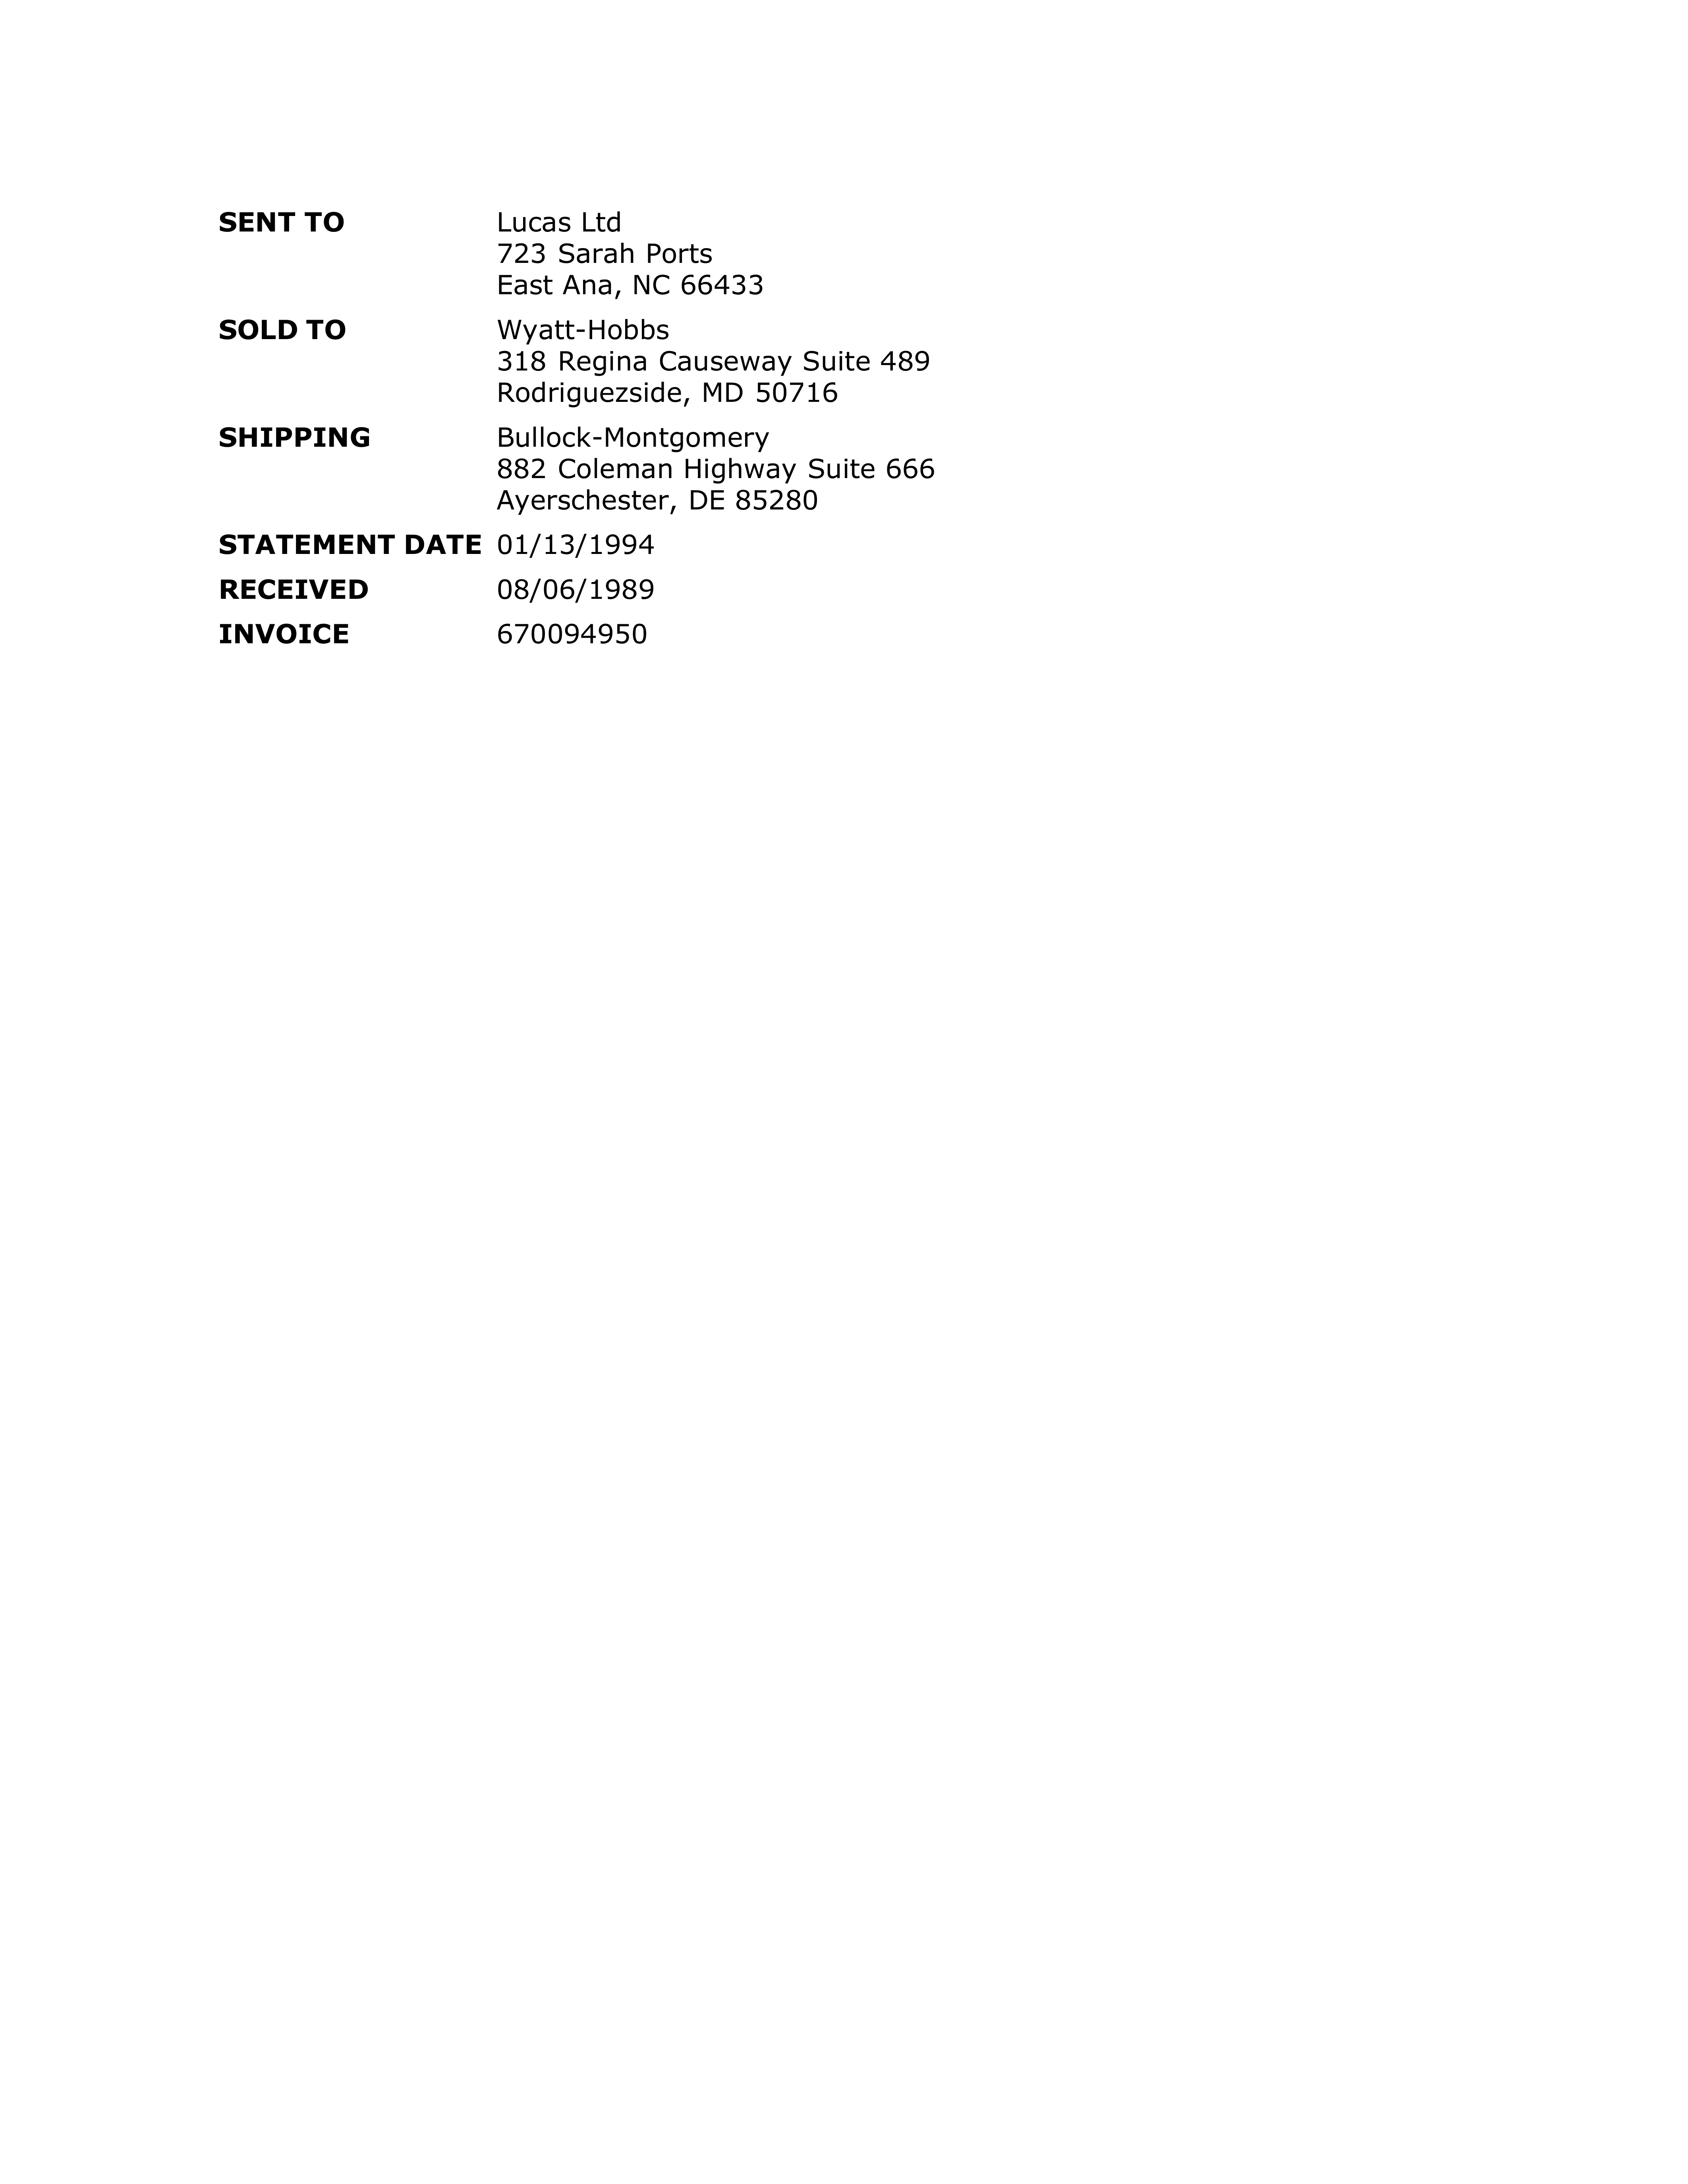 SENT TO Lucas Ltd
723 Sarah Ports
East Ana, NC 66433
SOLD TO Wyatt-Hobbs
318 Regina Causeway Suite 489
Rodriguezside, MD 50716
SHIPPING Bullock-Montgomery
882 Coleman Highway Suite 666
Ayerschester, DE 85280
STATEMENT DATE 01/13/1994
RECEIVED 08/06/1989
INVOICE 670094950